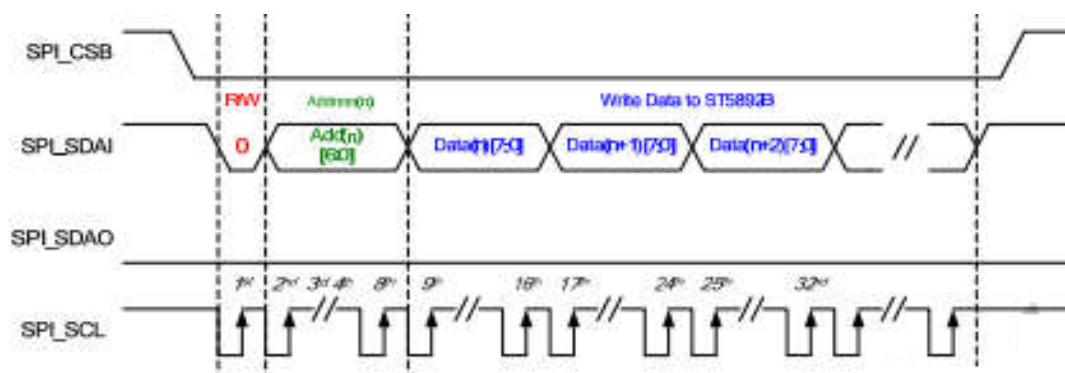 SPI_CSB
R/W Address(n) Write Data to ST5892B
SPI_SDAI 0 Add(n) Data(n)[7:0] Data(n+1)[7:0] Data(n+2)[7:0] //
[6:0]
SPI_SDAO
1st 2nd 3rd 4th 8th 9th 16th 17th 24th 25th 32nd
SPI_SCL